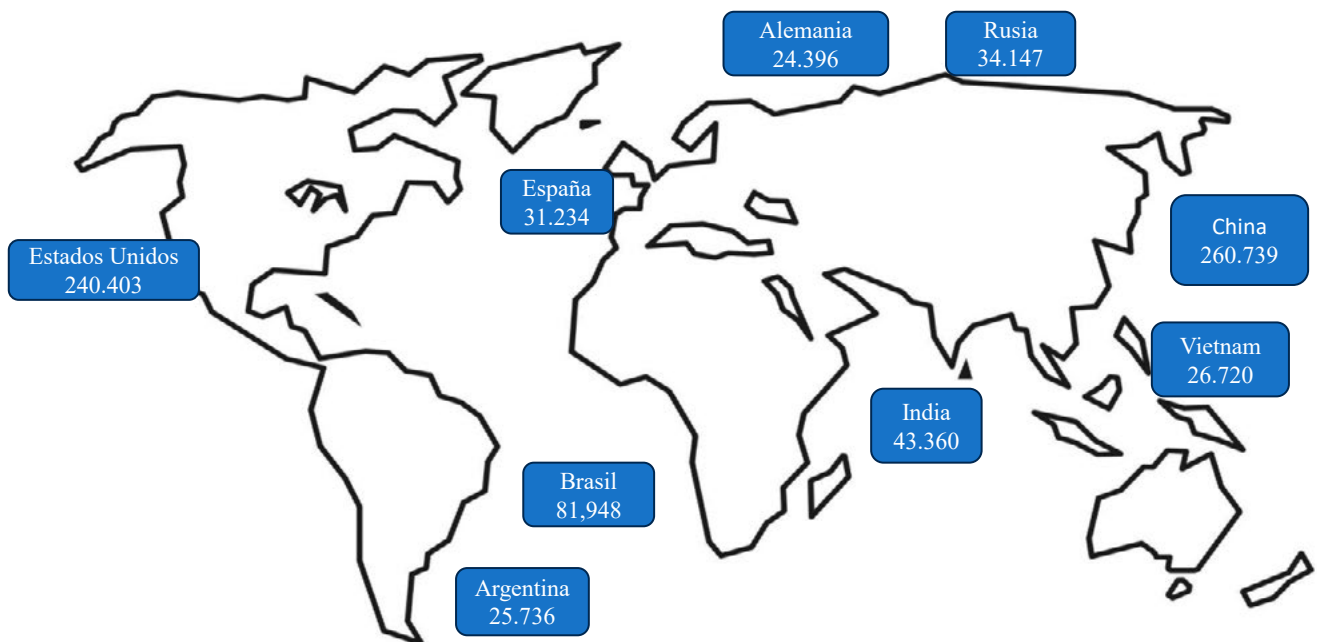 Alemania
24.396
Rusia
34.147
España
31.234
China
260.739
Estados Unidos
240.403
Vietnam
26.720
India
43.360
Brasil
81,948
Argentina
25.736